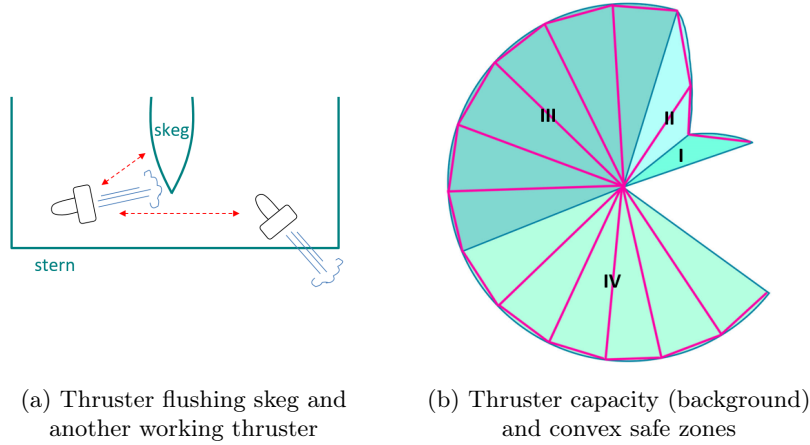 skeg
stern
I
II
III
IV
(a) Thruster flushing skeg and
another working thruster
(b) Thruster capacity (background)
and convex safe zones